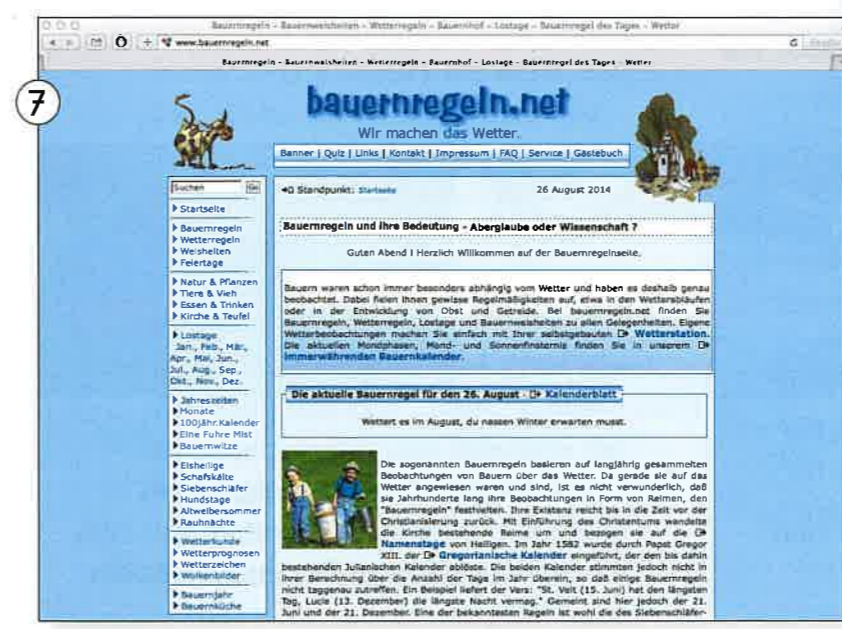 Bauernregeln - Bauernweisheiten - Wetterregeln - Bauernhof - Lostage - Bauernregel des Tages - Wetter
www.bauernregeln.net
G
Bauernregeln - Bauernweisheiten - Wetterregeln - Bauernhof - Lostage - Bauernregel des Tages - Wetter
7
bauernregeln.net
Wir machen das Wetter.
Banner | Quiz | Links | Kontakt | Impressum | FAQ | Service | Gästebuch
Suchen Go
Startseite
Bauernregeln
Wetterregeln
Weisheiten
Feiertage
Natur & Pflanzen
Tiere & Vieh
Essen & Trinken
Kirche & Teufel
Lostage
Jan., Feb., Mär.,
Apr., Mai, Jun.,
Jul., Aug., Sep.,
Okt., Nov., Dez.
Jahreszeiten
Monate
100jähr.Kalender
Eine Fuhre Mist
Bauernwitze
Eisheilige
Schafskälte
Siebenschläfer
Hundstage
Altweibersommer
Rauhnächte
Wetterkunde
Wetterprognosen
Wetterzeichen
Wolkenbilder
Bauernjahr
Bauernküche
Standpunkt: Startseite 26 August 2014
Bauernregeln und ihre Bedeutung - Aberglaube oder Wissenschaft ?
Guten Abend ! Herzlich Willkommen auf der Bauernregelnseite.
Bauern waren schon immer besonders abhängig vom Wetter und haben es deshalb genau
beobachtet. Dabei fielen ihnen gewisse Regelmäßigkeiten auf, etwa in den Wetterabläufen
oder in der Entwicklung von Obst und Getreide. Bei bauernregeln.net finden Sie
Bauernregeln, Wetterregeln, Lostage und Bauernweisheiten zu allen Gelegenheiten. Eigene
Wetterbeobachtungen machen Sie einfach mit Ihrer selbstgebauten Wetterstation.
Die aktuellen Mondphasen, Mond- und Sonnenfinsternis finden Sie in unserem
immerwährenden Bauernkalender.
Die aktuelle Bauernregel für den 26. August - Kalenderblatt
Wettert es im August, du nassen Winter erwarten musst.
Die sogenannten Bauernregeln basieren auf langjährig gesammelten
Beobachtungen von Bauern über das Wetter. Da gerade sie auf das
Wetter angewiesen waren und sind, ist es nicht verwunderlich, daß
sie Jahrhunderte lang ihre Beobachtungen in Form von Reimen, den
"Bauernregeln" festhielten. Ihre Existenz reicht bis in die Zeit vor der
Christianisierung zurück. Mit Einführung des Christentums wandelte
die Kirche bestehende Reime um und bezogen sie auf die
Namenstage von Heiligen. Im Jahr 1582 wurde durch Papst Gregor
XIII. der Gregorianische Kalender eingeführt, der den bis dahin
bestehenden Julianischen Kalender ablöste. Die beiden Kalender stimmten jedoch nicht in
ihrer Berechnung über die Anzahl der Tage im Jahr überein, so daß einige Bauernregeln
nicht taggenau zutreffen. Ein Beispiel liefert der Vers: "St. Veit (15. Juni) hat den längsten
Tag, Lucie (13. Dezember) die längste Nacht vermag." Gemeint sind hier jedoch der 21.
Juni und der 21. Dezember. Eine der bekanntesten Regeln ist wohl die des Siebenschläfer-